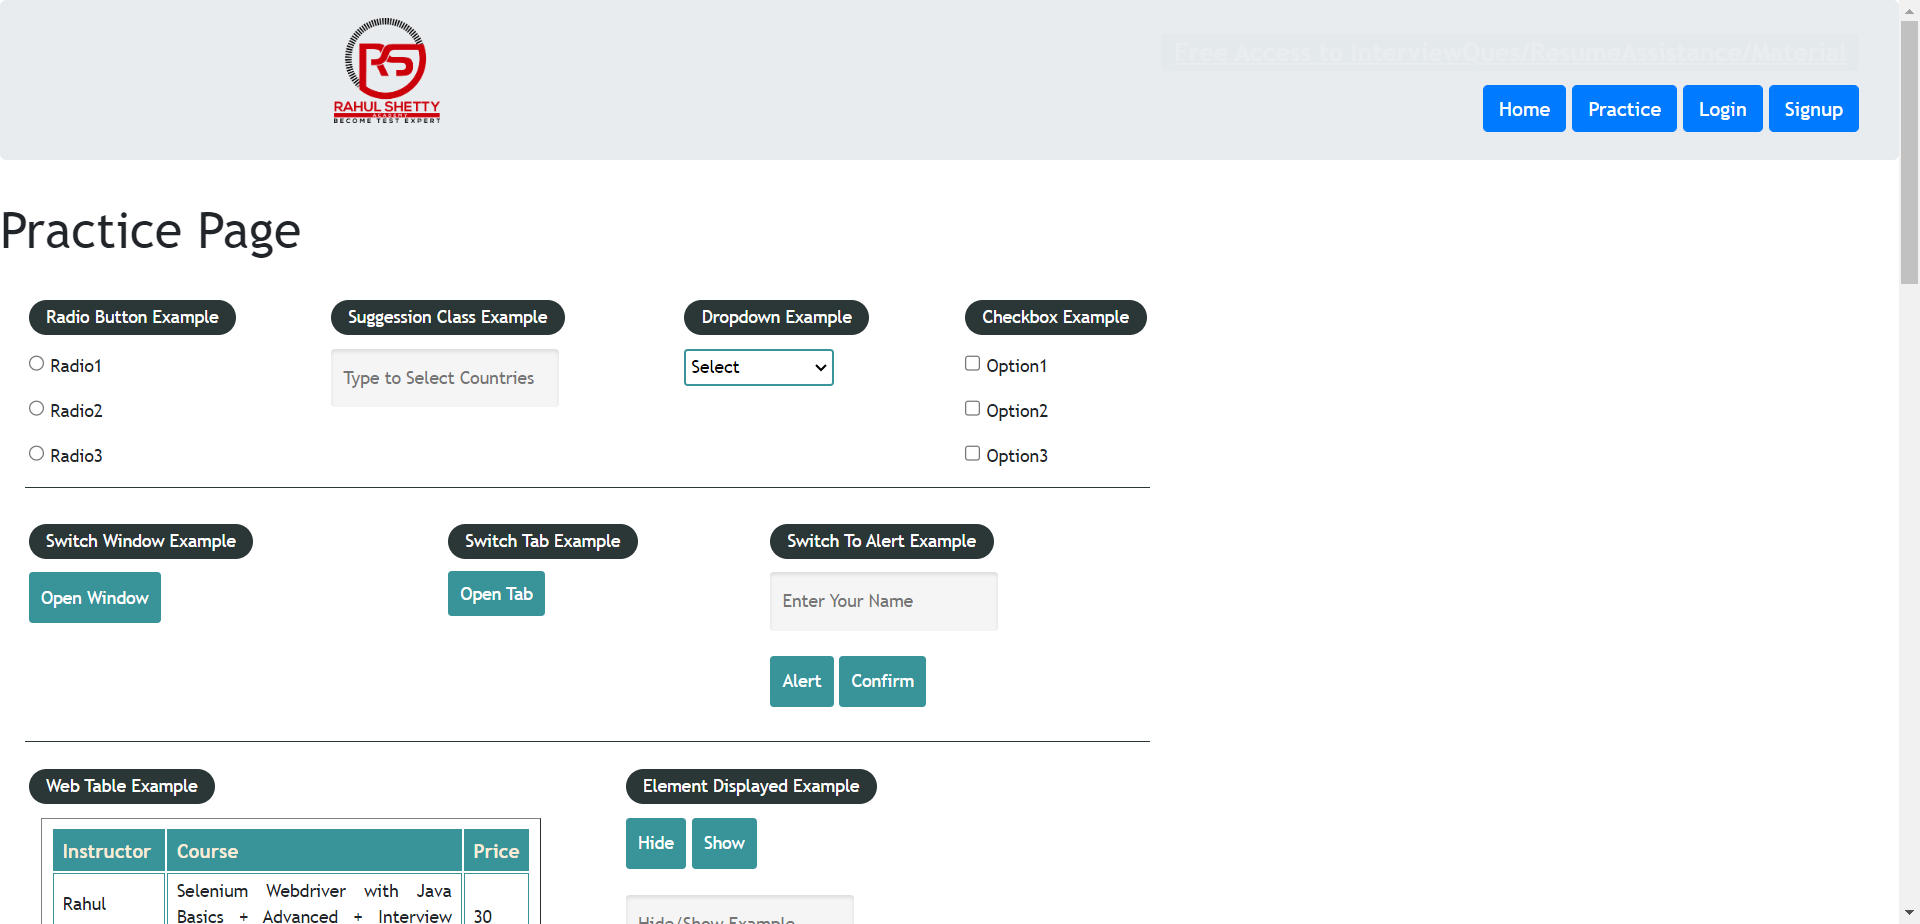 RAHUL SHETTY
ACADEMY
BECOME TEST EXPERT
Free Access to InterviewQues/ResumeAssistance/Material
Home Practice Login Signup
Practice Page
Radio Button Example
Radio1
Radio2
Radio3
Suggession Class Example
Type to Select Countries
Dropdown Example
Select
Checkbox Example
Option1
Option2
Option3
Switch Window Example
Open Window
Switch Tab Example
Open Tab
Switch To Alert Example
Enter Your Name
Alert Confirm
Web Table Example
Instructor Course Price
Rahul Selenium Webdriver with Java
Basics + Advanced + Interview 30
Element Displayed Example
Hide Show
Hide/Show Example